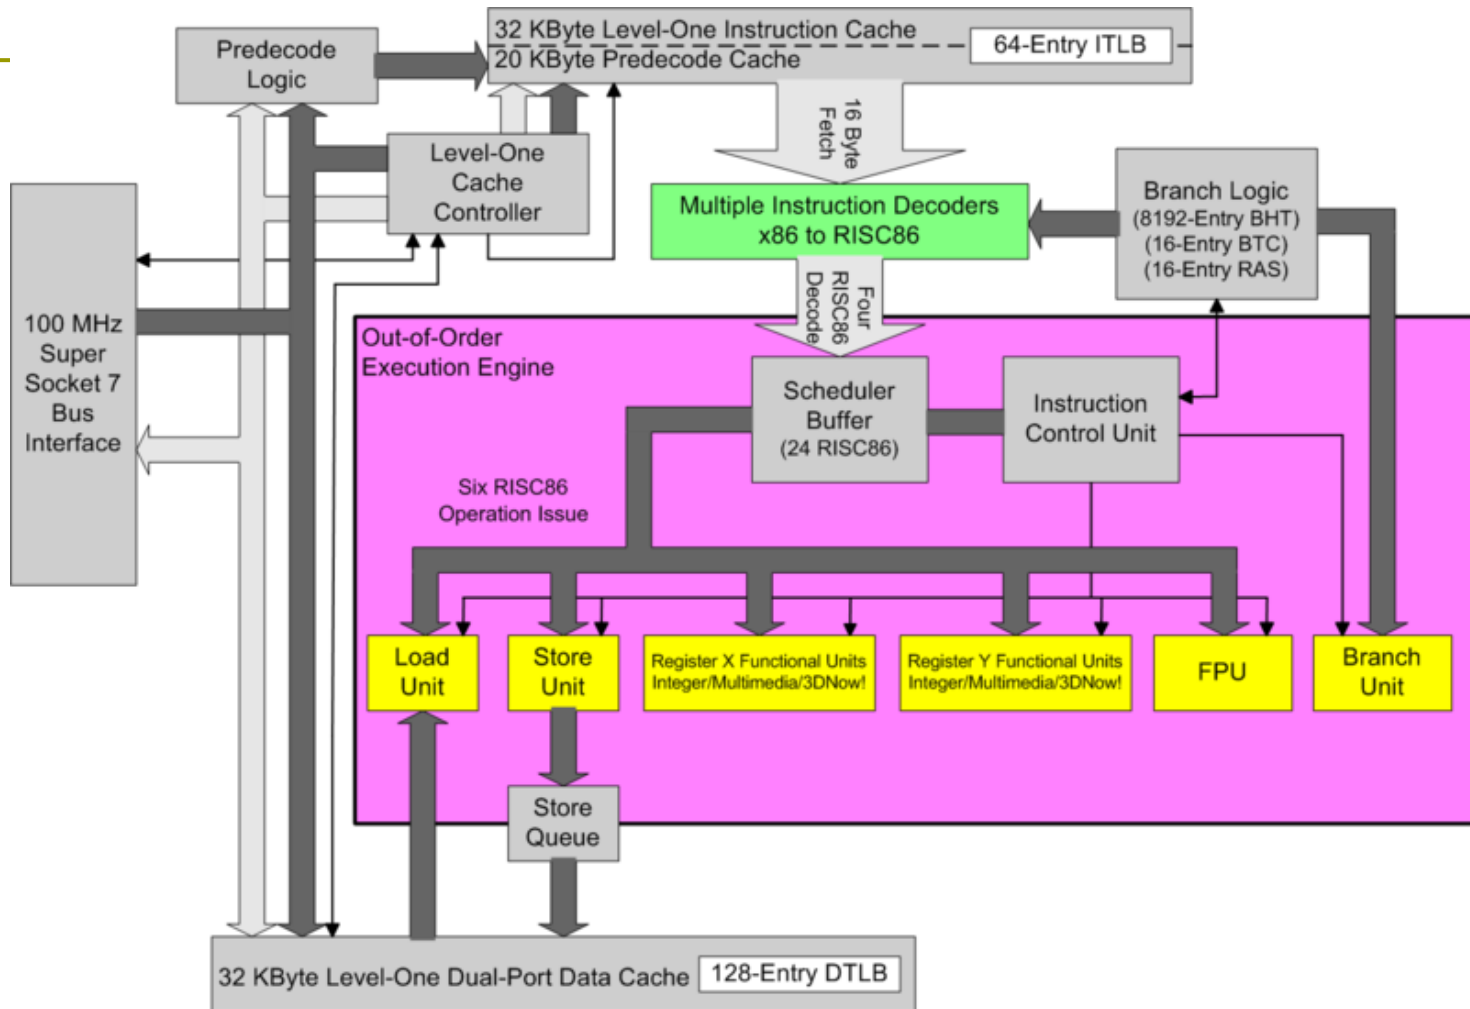 Predecode
Logic
32 KByte Level-One Instruction Cache
64-Entry ITLB
20 KByte Predecode Cache
16 Byte
Fetch
Level-One
Cache
Controller
Multiple Instruction Decoders
x86 to RISC86
Branch Logic
(8192-Entry BHT)
(16-Entry BTC)
(16-Entry RAS)
Four
RISC86
Decode
100 MHz
Super
Socket 7
Bus
Interface
Out-of-Order
Execution Engine
Scheduler
Buffer
(24 RISC86)
Instruction
Control Unit
Six RISC86
Operation Issue
Load
Unit
Store
Unit
Register X Functional Units
Integer/Multimedia/3DNow!
Register Y Functional Units
Integer/Multimedia/3DNow!
FPU
Branch
Unit
Store
Queue
32 KByte Level-One Dual-Port Data Cache
128-Entry DTLB